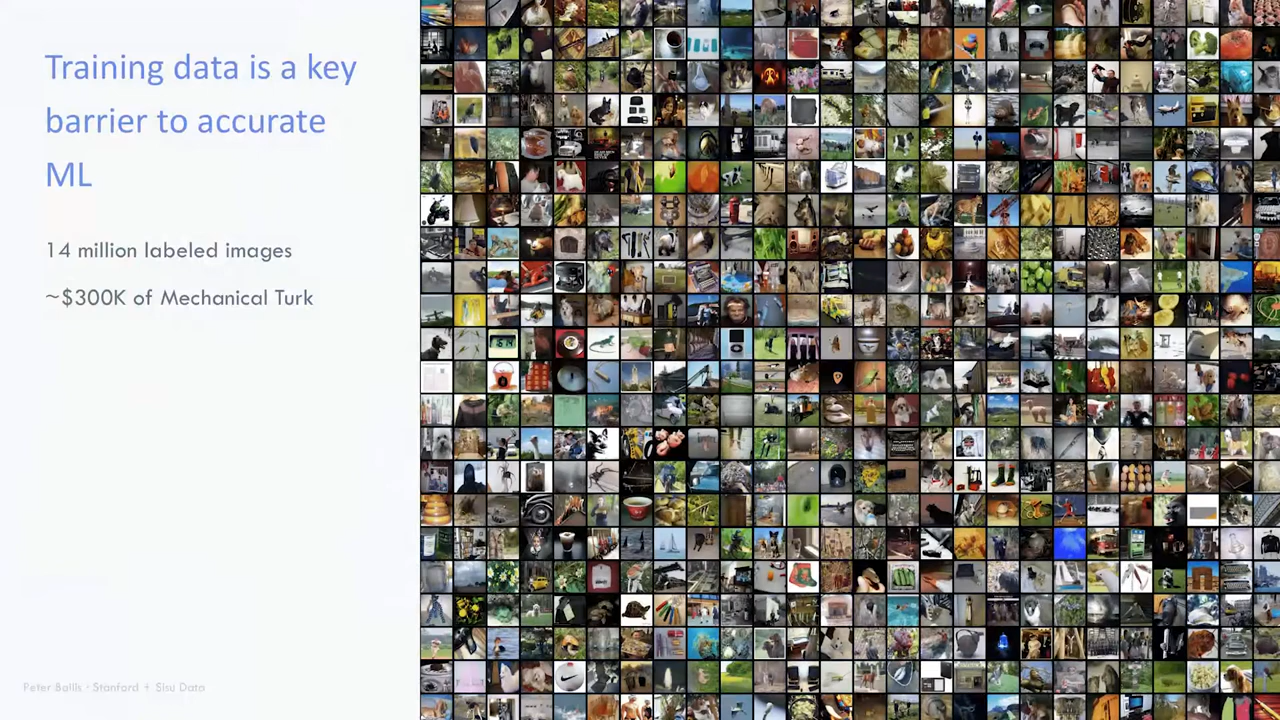 Training data is a key
barrier to accurate
ML
14 million labeled images
~$300K of Mechanical Turk
Peter Bailis · Stanford + Sisu Data